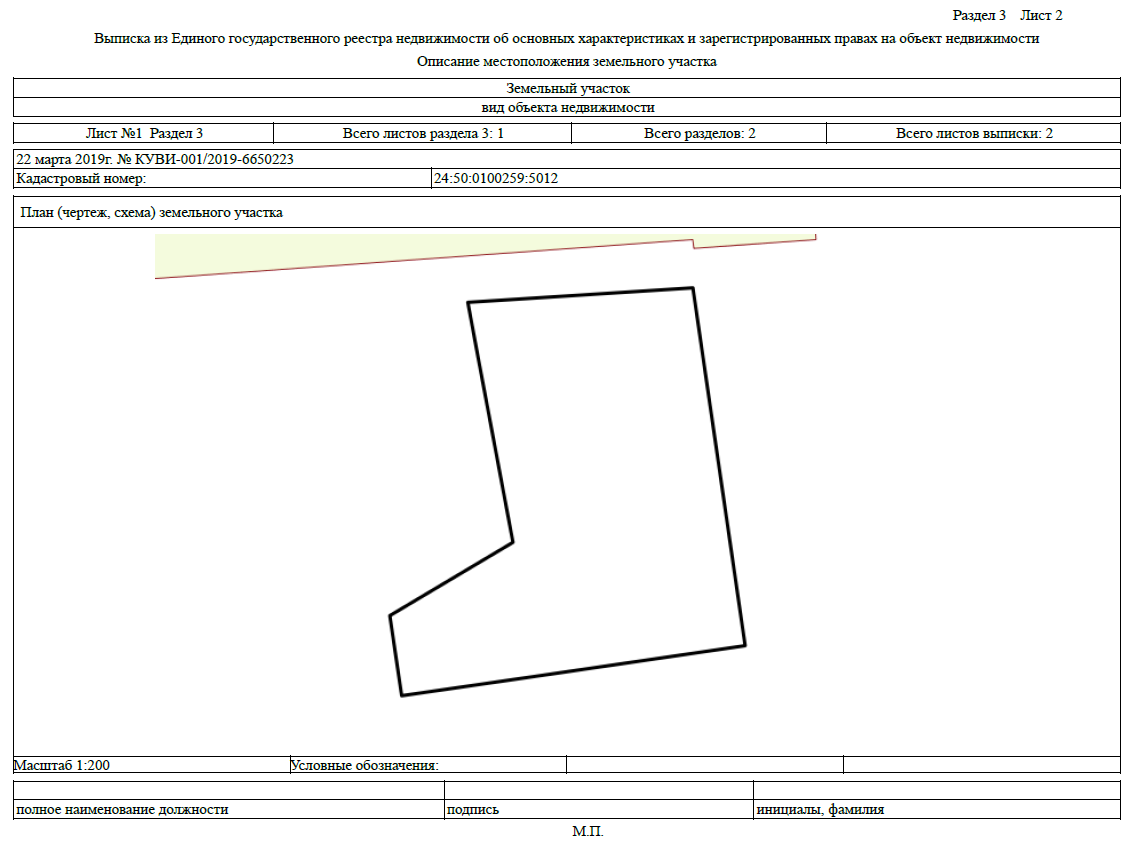 Раздел 3 Лист 2
Выписка из Единого государственного реестра недвижимости об основных характеристиках и зарегистрированных правах на объект недвижимости
Описание местоположения земельного участка
Земельный участок
вид объекта недвижимости
Лист №1 Раздел 3 Всего листов раздела 3: 1 Всего разделов: 2 Всего листов выписки: 2
22 марта 2019г. № КУВИ-001/2019-6650223
Кадастровый номер: 24:50:0100259:5012
План (чертеж, схема) земельного участка
Масштаб 1:200 Условные обозначения:
полное наименование должности подпись инициалы, фамилия
М.П.